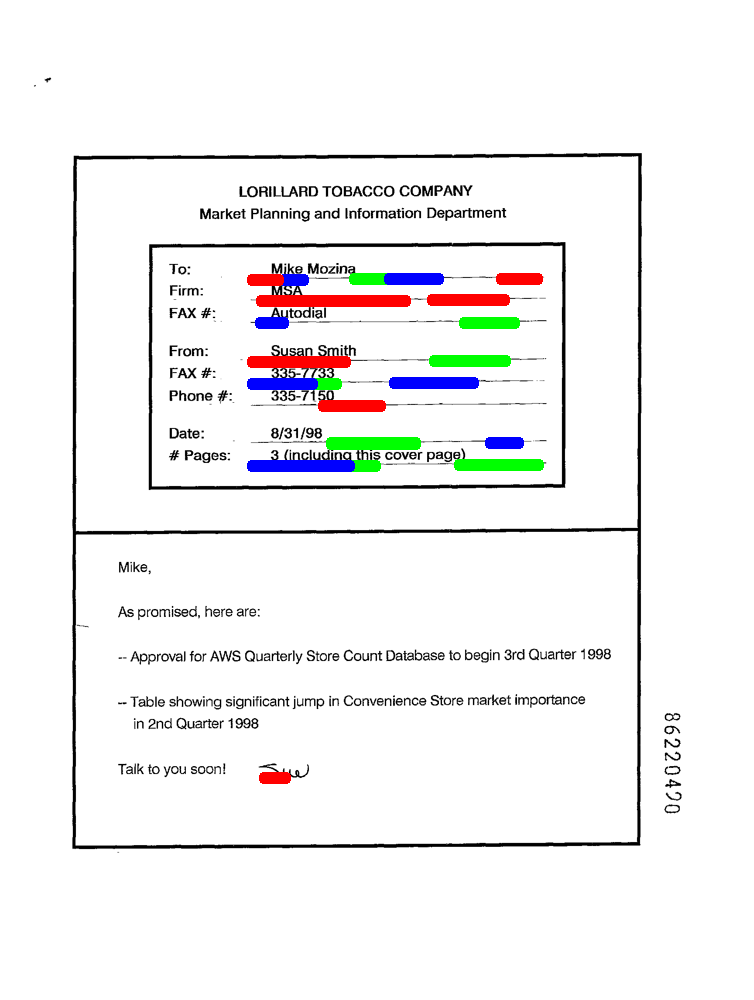 LORILLARD TOBACCO COMPANY
Market Planning and Information Department
To: Mike Mozina
Firm: MSA
FAX #: Autodial
From: Susan Smith
FAX #: 335-7733
Phone #: 335-7150
Date: 8/31/98
# Pages: 3 (including this cover page)
Mike,
As promised, here are:
-- Approval for AWS Quarterly Store Count Database to begin 3rd Quarter 1998
-- Table showing significant jump in Convenience Store market importance
in 2nd Quarter 1998
Talk to you soon! Sue
86220490